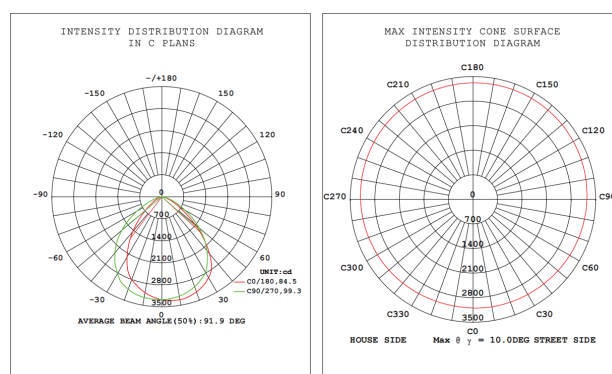 INTENSITY DISTRIBUTION DIAGRAM
IN C PLANS
-/+180
-150
150
-120
120
-90
90
-60
60
-30
30
0
0
700
1400
2100
2800
3500
UNIT:cd
C0/180,84.5
C90/270,99.3
AVERAGE BEAM ANGLE(50%):91.9 DEG
MAX INTENSITY CONE SURFACE
DISTRIBUTION DIAGRAM
C180
C210
C150
C240
C120
C270
C90
C300
C60
C330
C30
C0
0
700
1400
2100
2800
3500
HOUSE SIDE
Max @ γ = 10.0DEG STREET SIDE